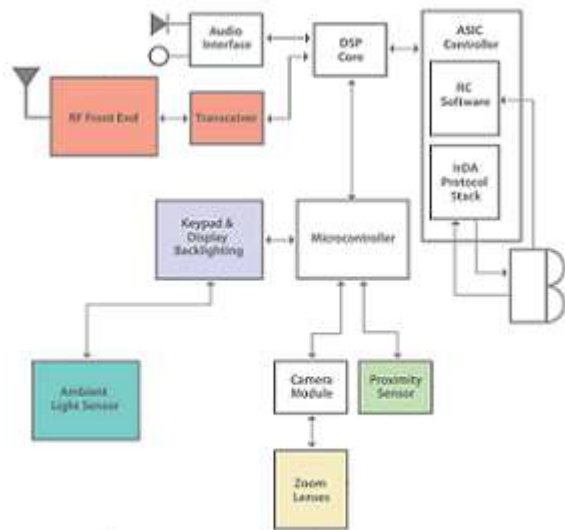 Audio
Interface
DSP
Core
ASIC
Controller
RF Front End
Transceiver
RC
Software
IrDA
Protocol
Stack
Keypad &
Display
Backlighting
Microcontroller
Ambient
Light Sensor
Camera
Module
Proximity
Sensor
Zoom
Lenses